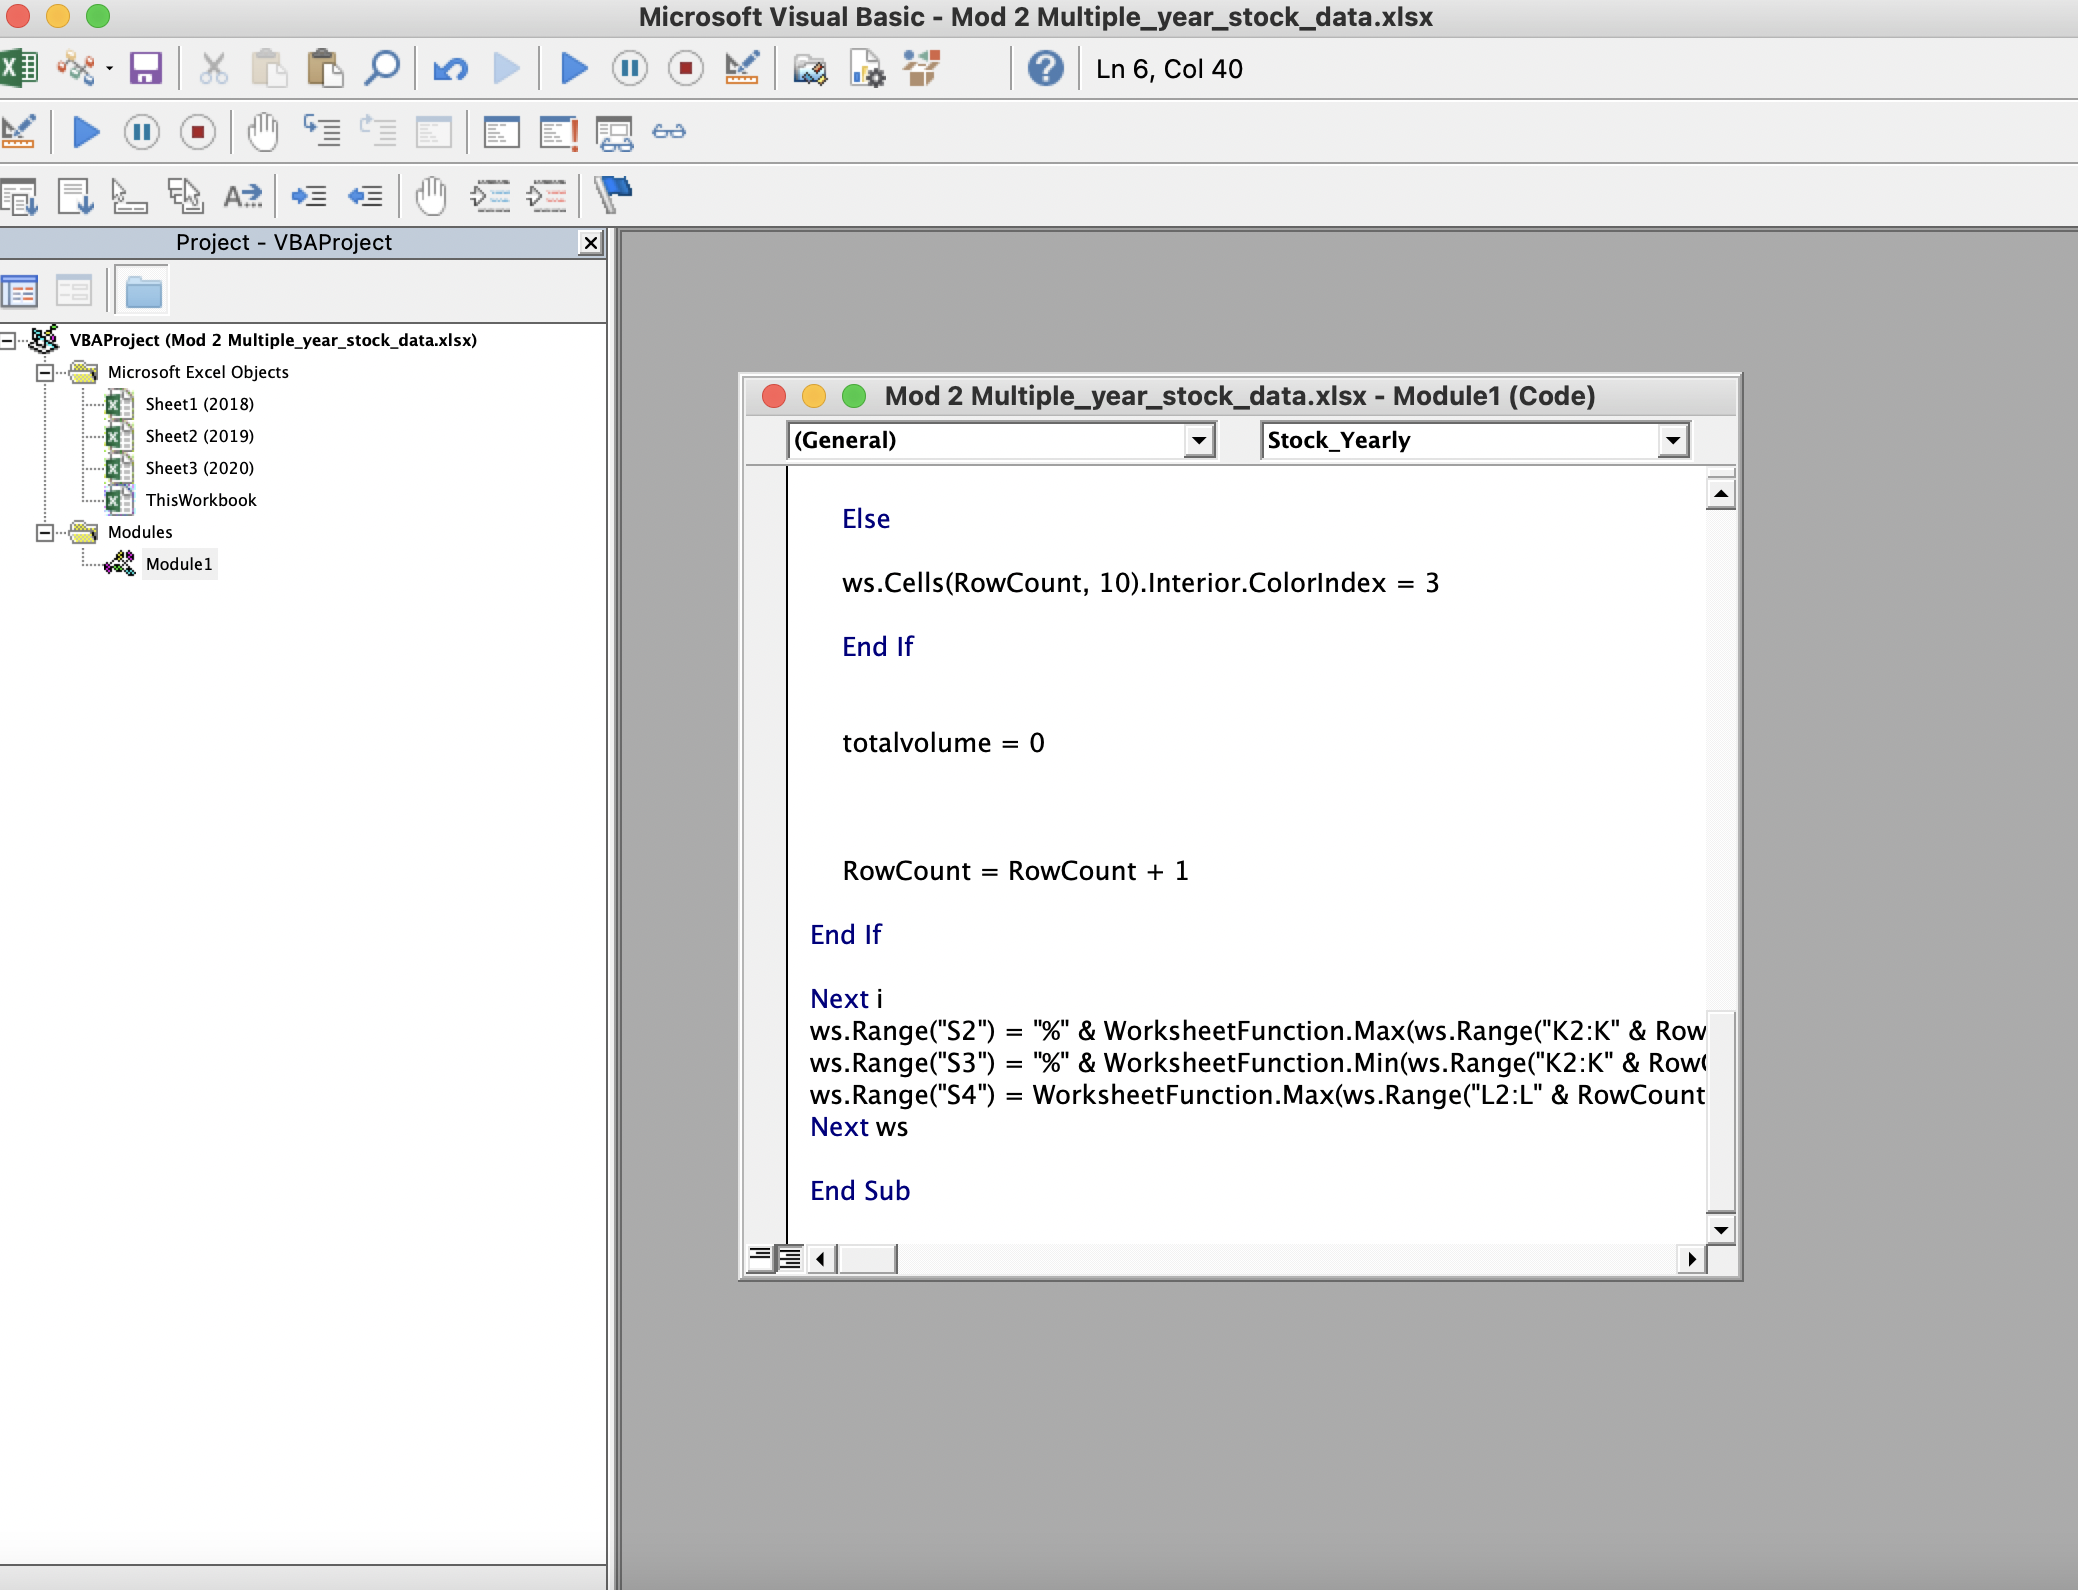 Microsoft Visual Basic - Mod 2 Multiple_year_stock_data.xlsx
Ln 6, Col 40
Project - VBAProject
VBAProject (Mod 2 Multiple_year_stock_data.xlsx)
Microsoft Excel Objects
Sheet1 (2018)
Sheet2 (2019)
Sheet3 (2020)
ThisWorkbook
Modules
Module1
Mod 2 Multiple_year_stock_data.xlsx - Module1 (Code)
(General)
Stock_Yearly
Else
ws.Cells(RowCount, 10).Interior.ColorIndex = 3
End If
totalvolume = 0
RowCount = RowCount + 1
End If
Next i
ws.Range("S2") = "%" & WorksheetFunction.Max(ws.Range("K2:K" & Row
ws.Range("S3") = "%" & WorksheetFunction.Min(ws.Range("K2:K" & Row
ws.Range("S4") = WorksheetFunction.Max(ws.Range("L2:L" & RowCount
Next ws
End Sub